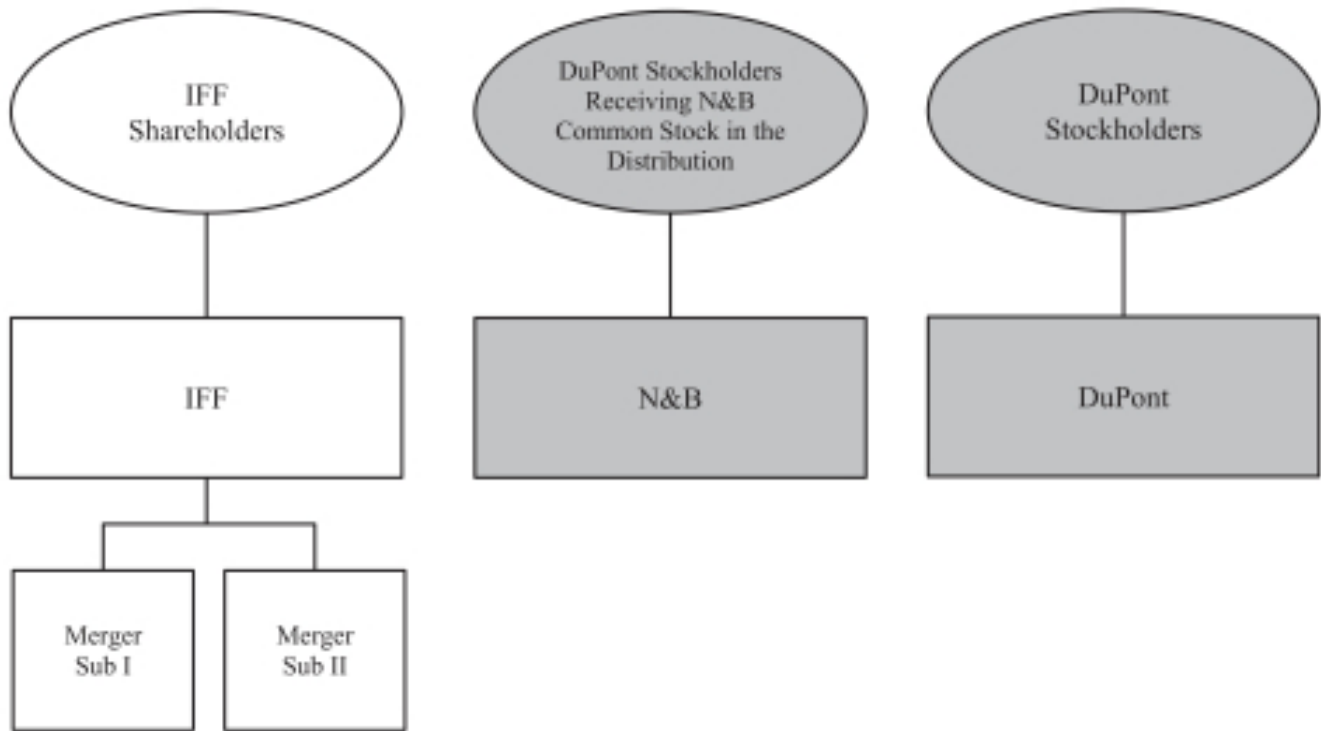 IFF
Shareholders
DuPont Stockholders
Receiving N&B
Common Stock in the
Distribution
DuPont
Stockholders
IFF
N&B
DuPont
Merger
Sub I
Merger
Sub II